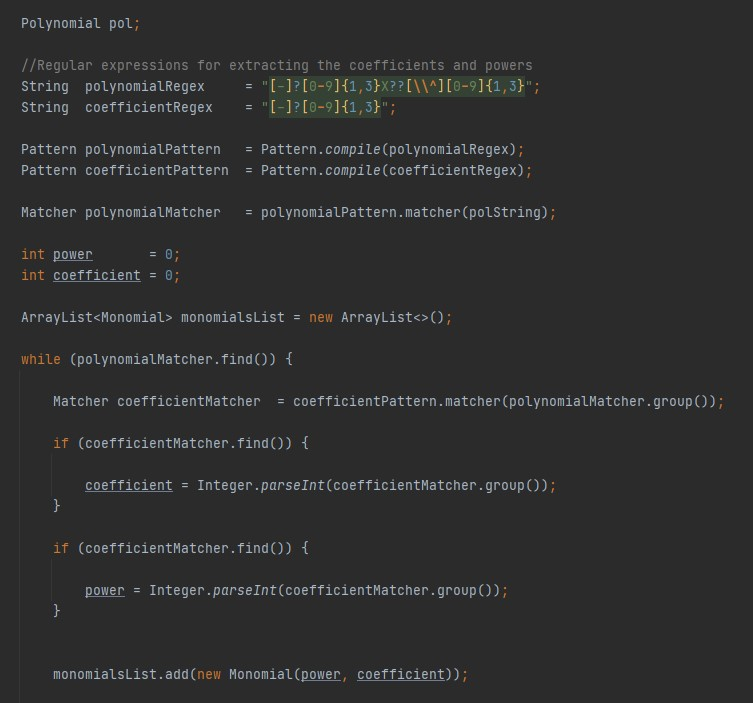 Polynomial pol;
//Regular expressions for extracting the coefficients and powers
String  polynomialRegex     = "[-]?[0-9]{1,3}X??[\\^][0-9]{1,3}";
String  coefficientRegex    = "[-]?[0-9]{1,3}";
Pattern polynomialPattern   = Pattern.compile(polynomialRegex);
Pattern coefficientPattern  = Pattern.compile(coefficientRegex);
Matcher polynomialMatcher   = polynomialPattern.matcher(polString);
int power       = 0;
int coefficient = 0;
ArrayList<Monomial> monomialsList = new ArrayList<>();
while (polynomialMatcher.find()) {
    Matcher coefficientMatcher  = coefficientPattern.matcher(polynomialMatcher.group());
    if (coefficientMatcher.find()) {
        coefficient = Integer.parseInt(coefficientMatcher.group());
    }
    if (coefficientMatcher.find()) {
        power = Integer.parseInt(coefficientMatcher.group());
    }
    monomialsList.add(new Monomial(power, coefficient));